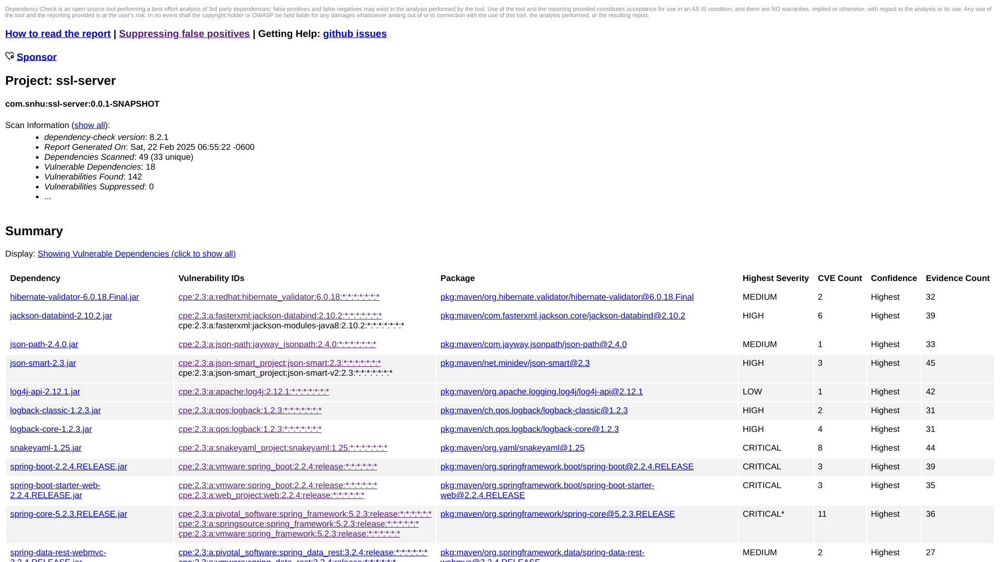 Dependency-Check is an open source tool performing a best effort analysis of 3rd party dependencies; false positives and false negatives may exist in the analysis performed by the tool. Use of the tool and the reporting provided constitutes acceptance for use in an AS IS condition, and there are NO warranties, implied or otherwise, with regard to the analysis or its use. Any use of
the tool and the reporting provided is at the user's risk. In no event shall the copyright holder or OWASP be held liable for any damages whatsoever arising out of or in connection with the use of this tool, the analysis performed, or the resulting report.
How to read the report | Suppressing false positives | Getting Help: github issues
Sponsor
Project: ssl-server
com.snhu:ssl-server:0.0.1-SNAPSHOT
Scan Information (show all):
• dependency-check version: 8.2.1
• Report Generated On: Sat, 22 Feb 2025 06:55:22 -0600
• Dependencies Scanned: 49 (33 unique)
• Vulnerable Dependencies: 18
• Vulnerabilities Found: 142
• Vulnerabilities Suppressed: 0
• ...
Summary
Display: Showing Vulnerable Dependencies (click to show all)
Dependency Vulnerability IDs Package Highest Severity CVE Count Confidence Evidence Count
hibernate-validator-6.0.18.Final.jar cpe:2.3:a:redhat:hibernate_validator:6.0.18:*:*:*:*:*:*:* pkg:maven/org.hibernate.validator/hibernate-validator@6.0.18.Final MEDIUM 2 Highest 32
jackson-databind-2.10.2.jar cpe:2.3:a:fasterxml:jackson-databind:2.10.2:*:*:*:*:*:*:* pkg:maven/com.fasterxml.jackson.core/jackson-databind@2.10.2 HIGH 6 Highest 39
cpe:2.3:a:fasterxml:jackson-modules-java8:2.10.2:*:*:*:*:*:*:*
json-path-2.4.0.jar cpe:2.3:a:json-path:jayway_jsonpath:2.4.0:*:*:*:*:*:*:* pkg:maven/com.jayway.jsonpath/json-path@2.4.0 MEDIUM 1 Highest 33
json-smart-2.3.jar cpe:2.3:a:json-smart_project:json-smart:2.3:*:*:*:*:*:*:* pkg:maven/net.minidev/json-smart@2.3 HIGH 3 Highest 45
cpe:2.3:a:json-smart_project:json-smart-v2:2.3:*:*:*:*:*:*:*
log4j-api-2.12.1.jar cpe:2.3:a:apache:log4j:2.12.1:*:*:*:*:*:*:* pkg:maven/org.apache.logging.log4j/log4j-api@2.12.1 LOW 1 Highest 42
logback-classic-1.2.3.jar cpe:2.3:a:qos:logback:1.2.3:*:*:*:*:*:*:* pkg:maven/ch.qos.logback/logback-classic@1.2.3 HIGH 2 Highest 31
logback-core-1.2.3.jar cpe:2.3:a:qos:logback:1.2.3:*:*:*:*:*:*:* pkg:maven/ch.qos.logback/logback-core@1.2.3 HIGH 4 Highest 31
snakeyaml-1.25.jar cpe:2.3:a:snakeyaml_project:snakeyaml:1.25:*:*:*:*:*:*:* pkg:maven/org.yaml/snakeyaml@1.25 CRITICAL 8 Highest 44
spring-boot-2.2.4.RELEASE.jar cpe:2.3:a:vmware:spring_boot:2.2.4:release:*:*:*:*:*:* pkg:maven/org.springframework.boot/spring-boot@2.2.4.RELEASE CRITICAL 3 Highest 39
spring-boot-starter-web- cpe:2.3:a:vmware:spring_boot:2.2.4:release:*:*:*:*:*:* pkg:maven/org.springframework.boot/spring-boot-starter- CRITICAL 3 Highest 35
2.2.4.RELEASE.jar cpe:2.3:a:web_project:web:2.2.4:release:*:*:*:*:*:* web@2.2.4.RELEASE
spring-core-5.2.3.RELEASE.jar cpe:2.3:a:pivotal_software:spring_framework:5.2.3:release:*:*:*:*:*:* pkg:maven/org.springframework/spring-core@5.2.3.RELEASE CRITICAL* 11 Highest 36
cpe:2.3:a:springsource:spring_framework:5.2.3:release:*:*:*:*:*:*
cpe:2.3:a:vmware:spring_framework:5.2.3:release:*:*:*:*:*:*
spring-data-rest-webmvc- cpe:2.3:a:pivotal_software:spring_data_rest:3.2.4:release:*:*:*:*:*:* pkg:maven/org.springframework.data/spring-data-rest- MEDIUM 2 Highest 27
3.2.4.RELEASE.jar cpe:2.3:a:vmware:spring_data_rest:3.2.4:release:*:*:*:*:*:* webmvc@3.2.4.RELEASE